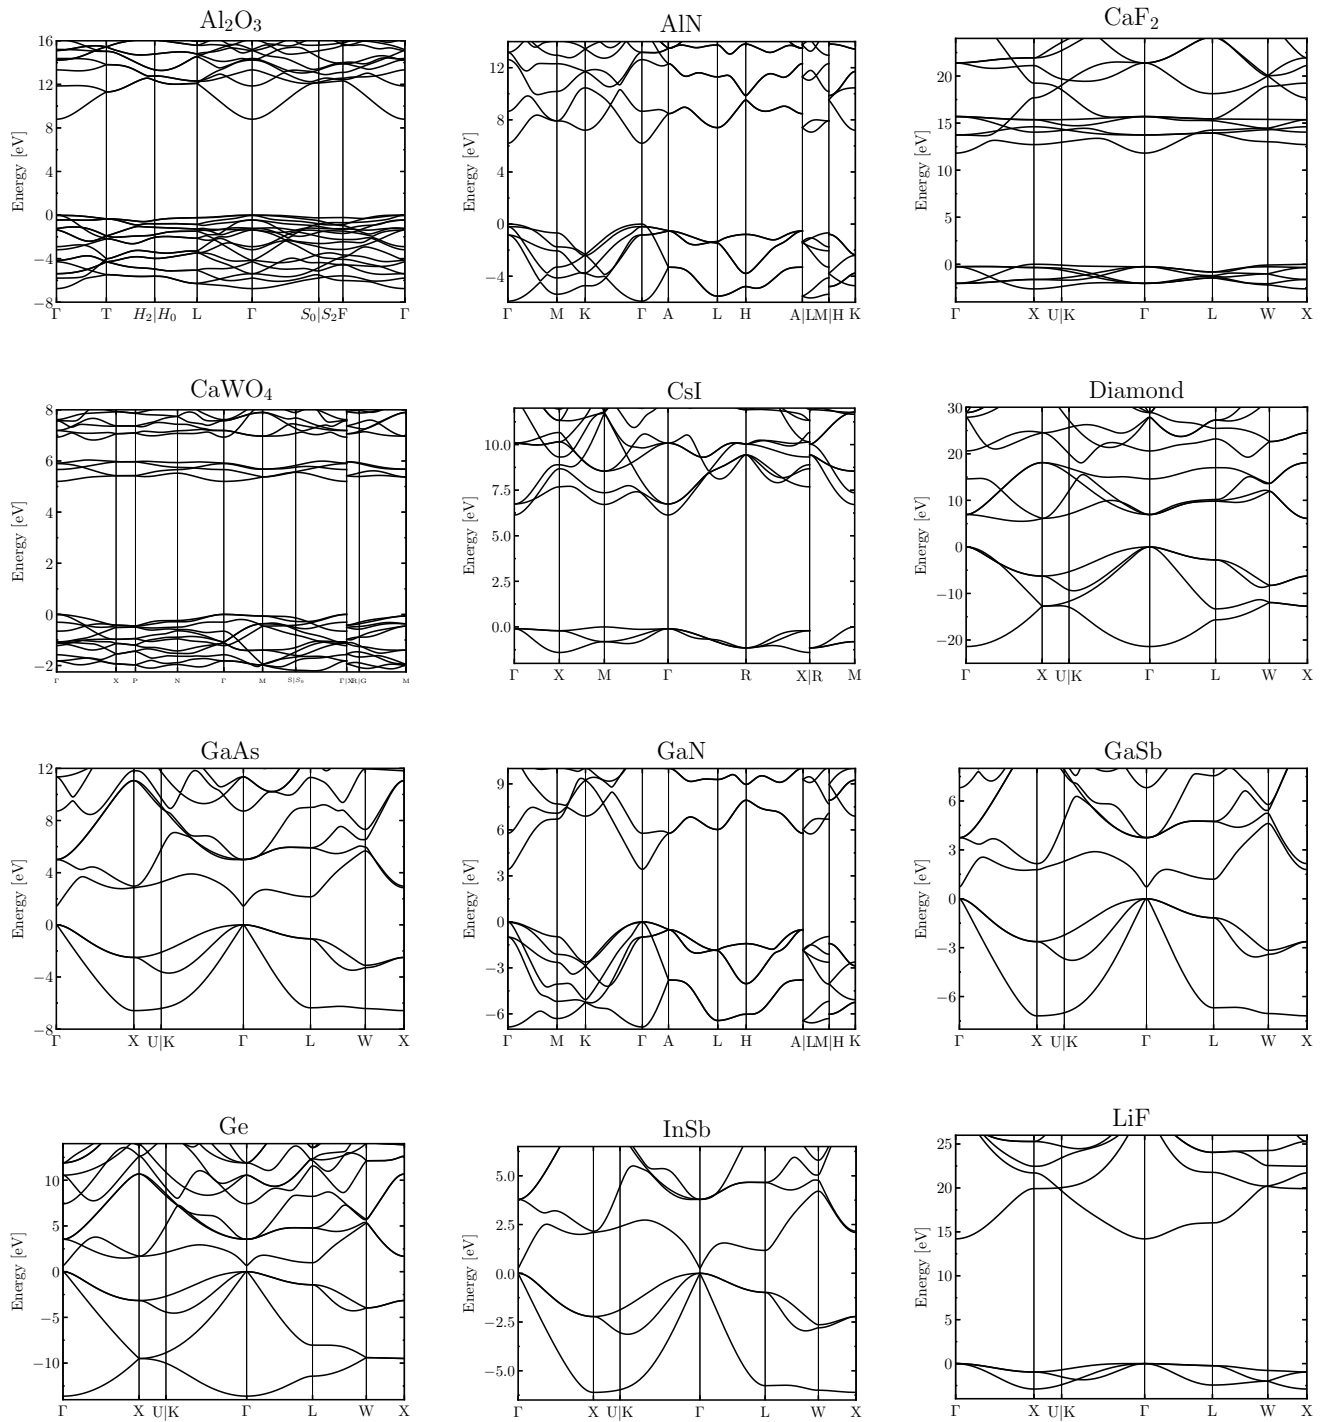 Al₂O₃
Energy [eV]
16
12
8
4
0
−4
−8
Γ T H₂|H₀ L Γ S₀|S₂F Γ
AlN
Energy [eV]
12
8
4
0
−4
Γ M K Γ A L H A|LM|H K
CaF₂
Energy [eV]
20
15
10
5
0
Γ X U|K Γ L W X
CaWO₄
Energy [eV]
8
6
4
2
0
−2
Γ X P N Γ M S|S₀ Γ|XR|G M
CsI
Energy [eV]
10.0
7.5
5.0
2.5
0.0
Γ X M Γ R X|R M
Diamond
Energy [eV]
30
20
10
0
−10
−20
Γ X U|K Γ L W X
GaAs
Energy [eV]
12
8
4
0
−4
−8
Γ X U|K Γ L W X
GaN
Energy [eV]
9
6
3
0
−3
−6
Γ M K Γ A L H A|LM|H K
GaSb
Energy [eV]
6
3
0
−3
−6
Γ X U|K Γ L W X
Ge
Energy [eV]
10
5
0
−5
−10
Γ X U|K Γ L W X
InSb
Energy [eV]
5.0
2.5
0.0
−2.5
−5.0
Γ X U|K Γ L W X
LiF
Energy [eV]
25
20
15
10
5
0
Γ X U|K Γ L W X